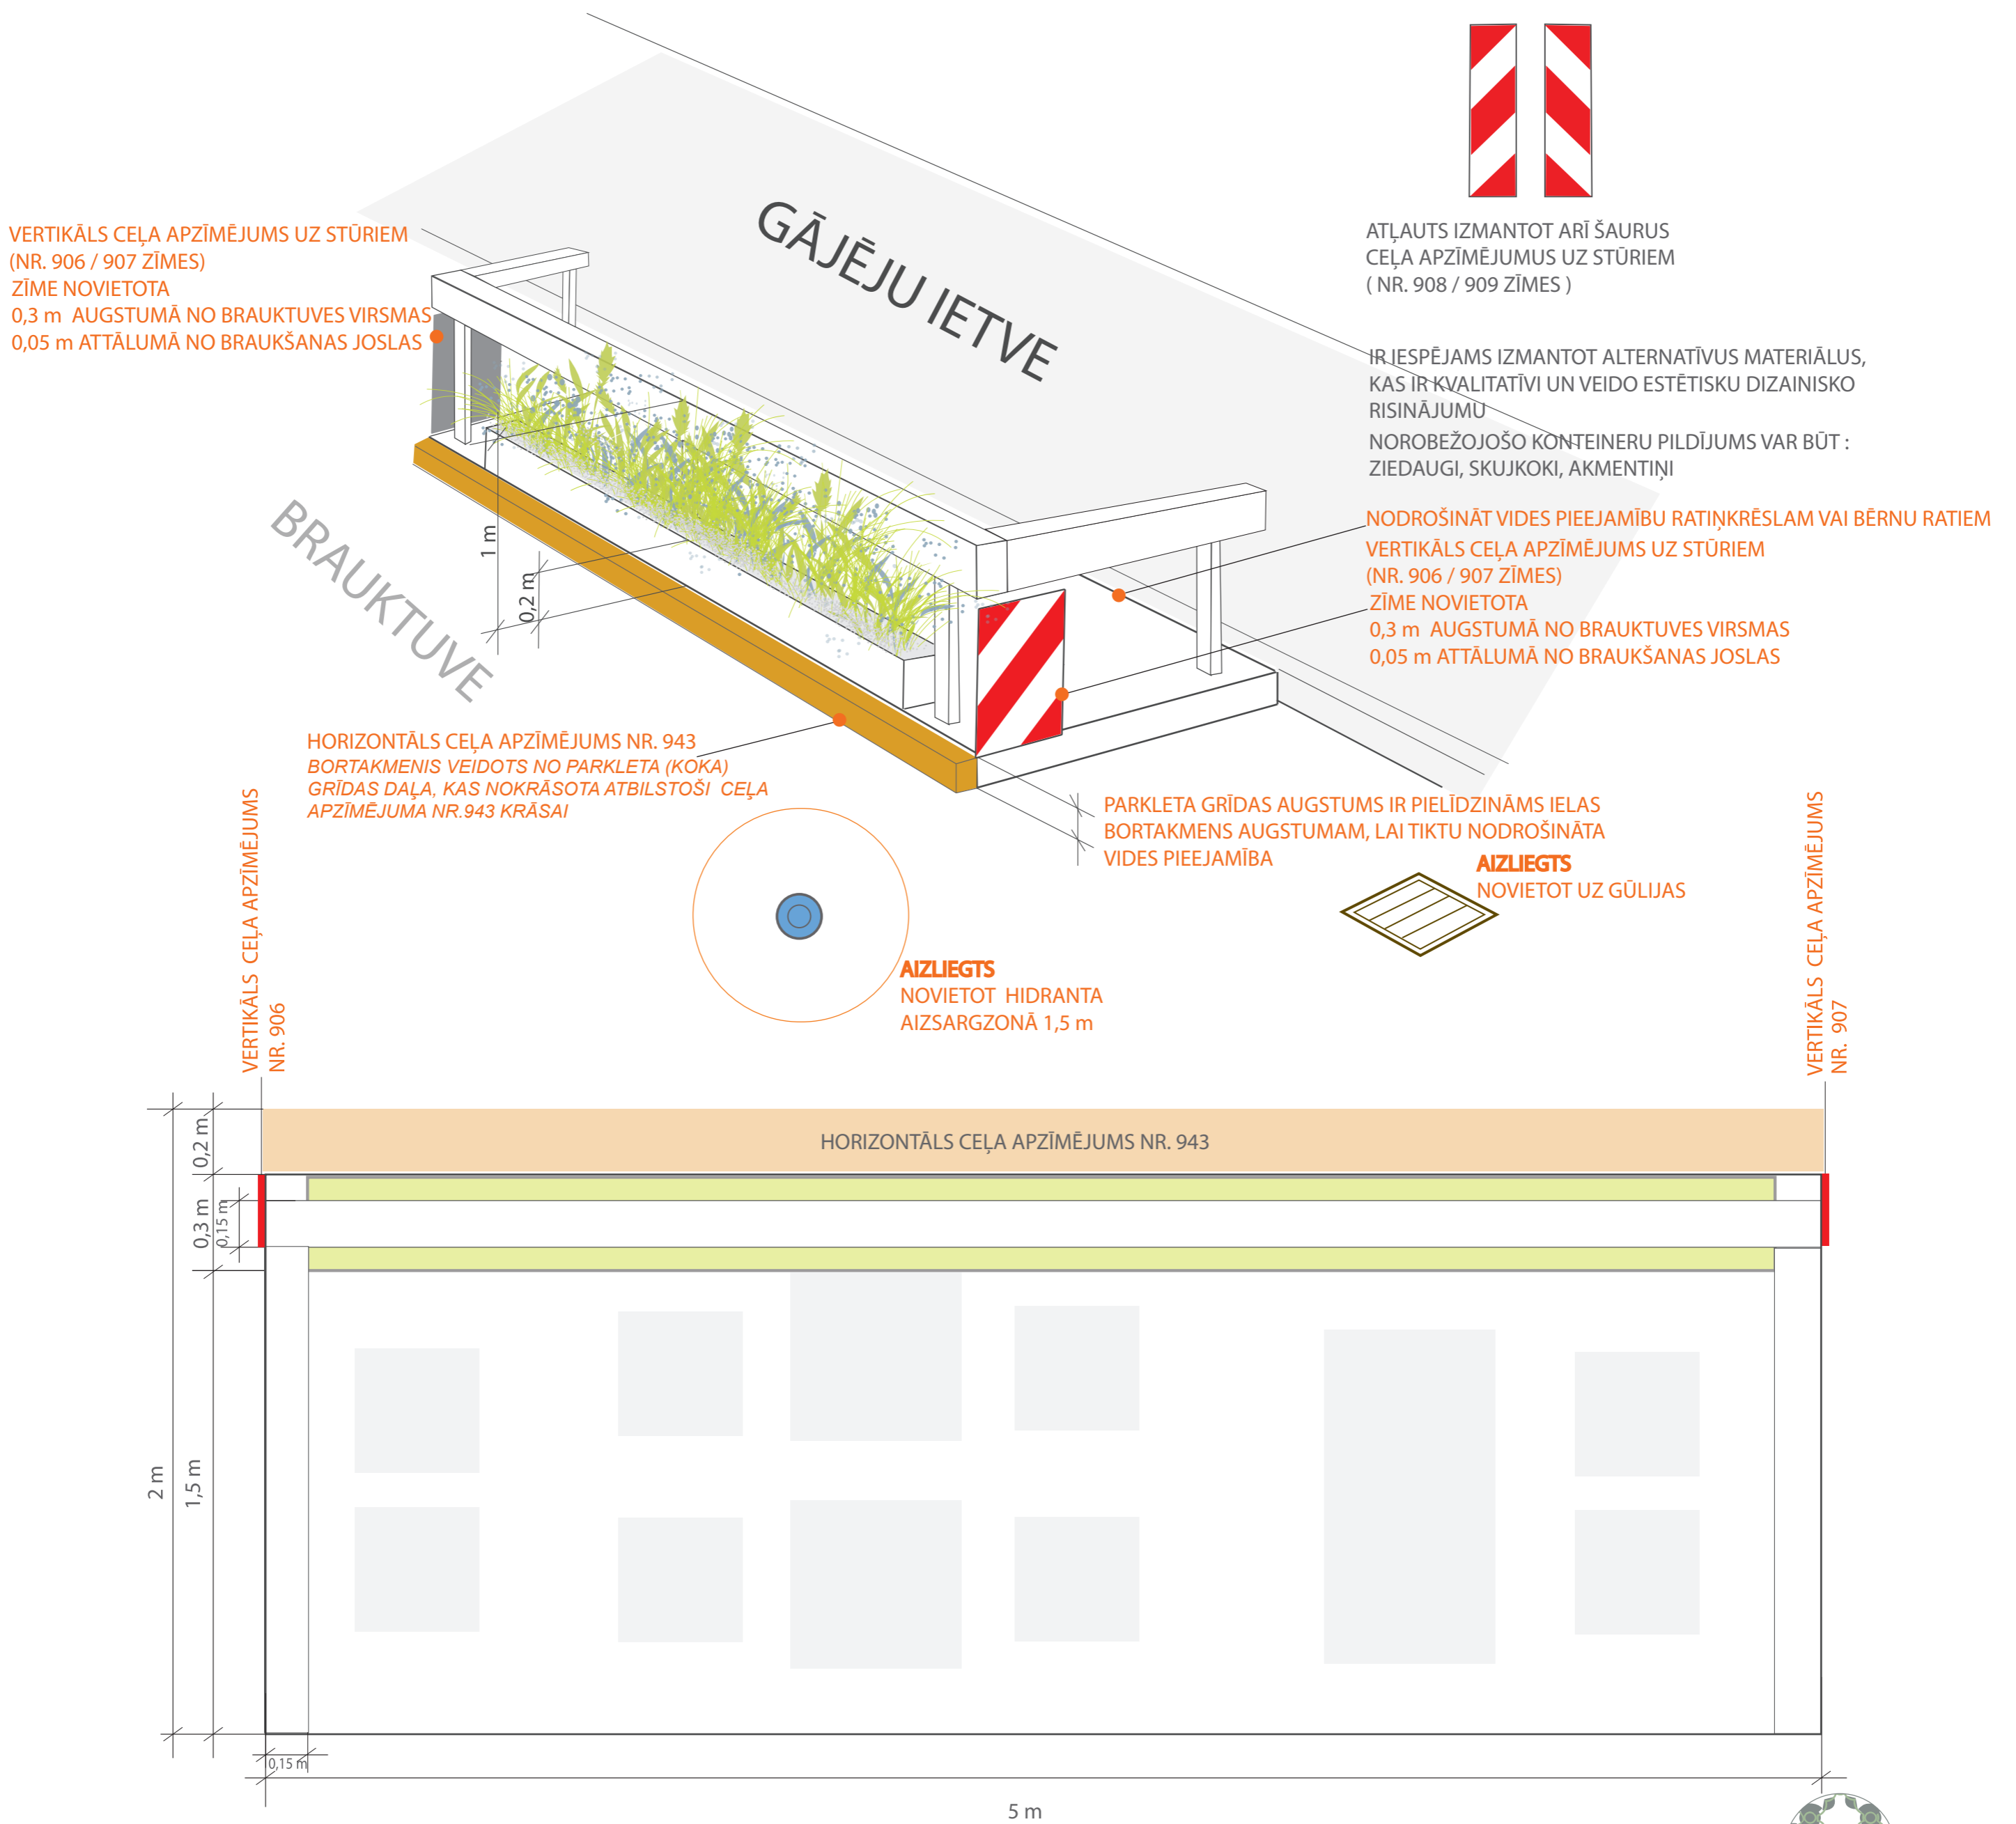 GĀJĒJU IETVE
ATĻAUTS IZMANTOT ARĪ ŠAURUS
CEĻA APZĪMĒJUMUS UZ STŪRIEM
( NR. 908 / 909 ZĪMES )
VERTIKĀLS CEĻA APZĪMĒJUMS UZ STŪRIEM
(NR. 906 / 907 ZĪMES)
ZĪME NOVIETOTA
0,3 m AUGSTUMĀ NO BRAUKTUVES VIRSMAS
0,05 m ATTĀLUMĀ NO BRAUKŠANAS JOSLAS
IR IESPĒJAMS IZMANTOT ALTERNATĪVUS MATERIĀLUS,
KAS IR KVALITATĪVI UN VEIDO ESTĒTISKU DIZAINISKO
RISINĀJUMU
NOROBEŽOJOŠO KONTEINERU PILDĪJUMS VAR BŪT :
ZIEDAUGI, SKUJKOKI, AKMENTIŅI
NODROŠINĀT VIDES PIEEJAMĪBU RATIŅKRĒSLAM VAI BĒRNU RATIEM
VERTIKĀLS CEĻA APZĪMĒJUMS UZ STŪRIEM
(NR. 906 / 907 ZĪMES)
ZĪME NOVIETOTA
0,3 m AUGSTUMĀ NO BRAUKTUVES VIRSMAS
0,05 m ATTĀLUMĀ NO BRAUKŠANAS JOSLAS
BRAUKTUVE
1 m
0,2 m
HORIZONTĀLS CEĻA APZĪMĒJUMS NR. 943
BORTAKMENIS VEIDOTS NO PARKLETA (KOKA)
GRĪDAS DAĻA, KAS NOKRĀSOTA ATBILSTOŠI CEĻA
APZĪMĒJUMA NR.943 KRĀSAI
PARKLETA GRĪDAS AUGSTUMS IR PIELĪDZINĀMS IELAS
BORTAKMENS AUGSTUMAM, LAI TIKTU NODROŠINĀTA
VIDES PIEEJAMĪBA
AIZLIEGTS
NOVIETOT UZ GŪLIJAS
AIZLIEGTS
NOVIETOT HIDRANTA
AIZSARGZONĀ 1,5 m
VERTIKĀLS CEĻA APZĪMĒJUMS
NR. 906
VERTIKĀLS CEĻA APZĪMĒJUMS
NR. 907
HORIZONTĀLS CEĻA APZĪMĒJUMS NR. 943
0,2 m
0,3 m
0,15 m
2 m
1,5 m
0,15 m
5 m